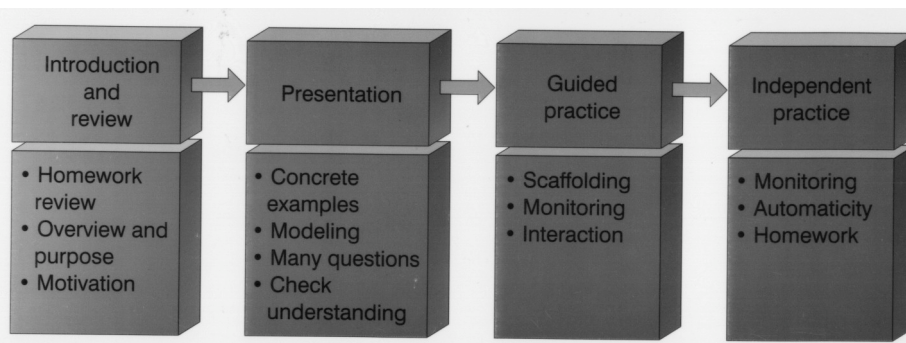 Introduction
and
review
Presentation
Guided
practice
Independent
practice
• Homework
review
• Overview and
purpose
• Motivation
• Concrete
examples
• Modeling
• Many questions
• Check
understanding
• Scaffolding
• Monitoring
• Interaction
• Monitoring
• Automaticity
• Homework